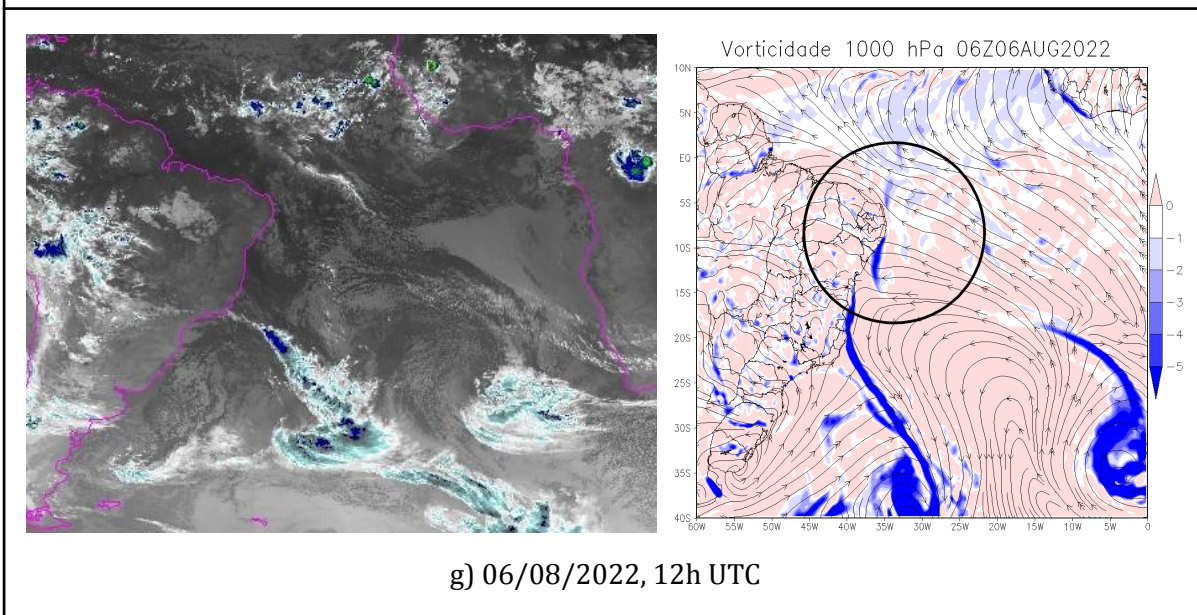 Vorticidade 1000 hPa 06Z06AUG2022
10N
5N
EQ
5S
10S
15S
20S
25S
30S
35S
40S
60W 55W 50W 45W 40W 35W 30W 25W 20W 15W 10W 5W 0
0
-1
-2
-3
-4
-5
g) 06/08/2022, 12h UTC